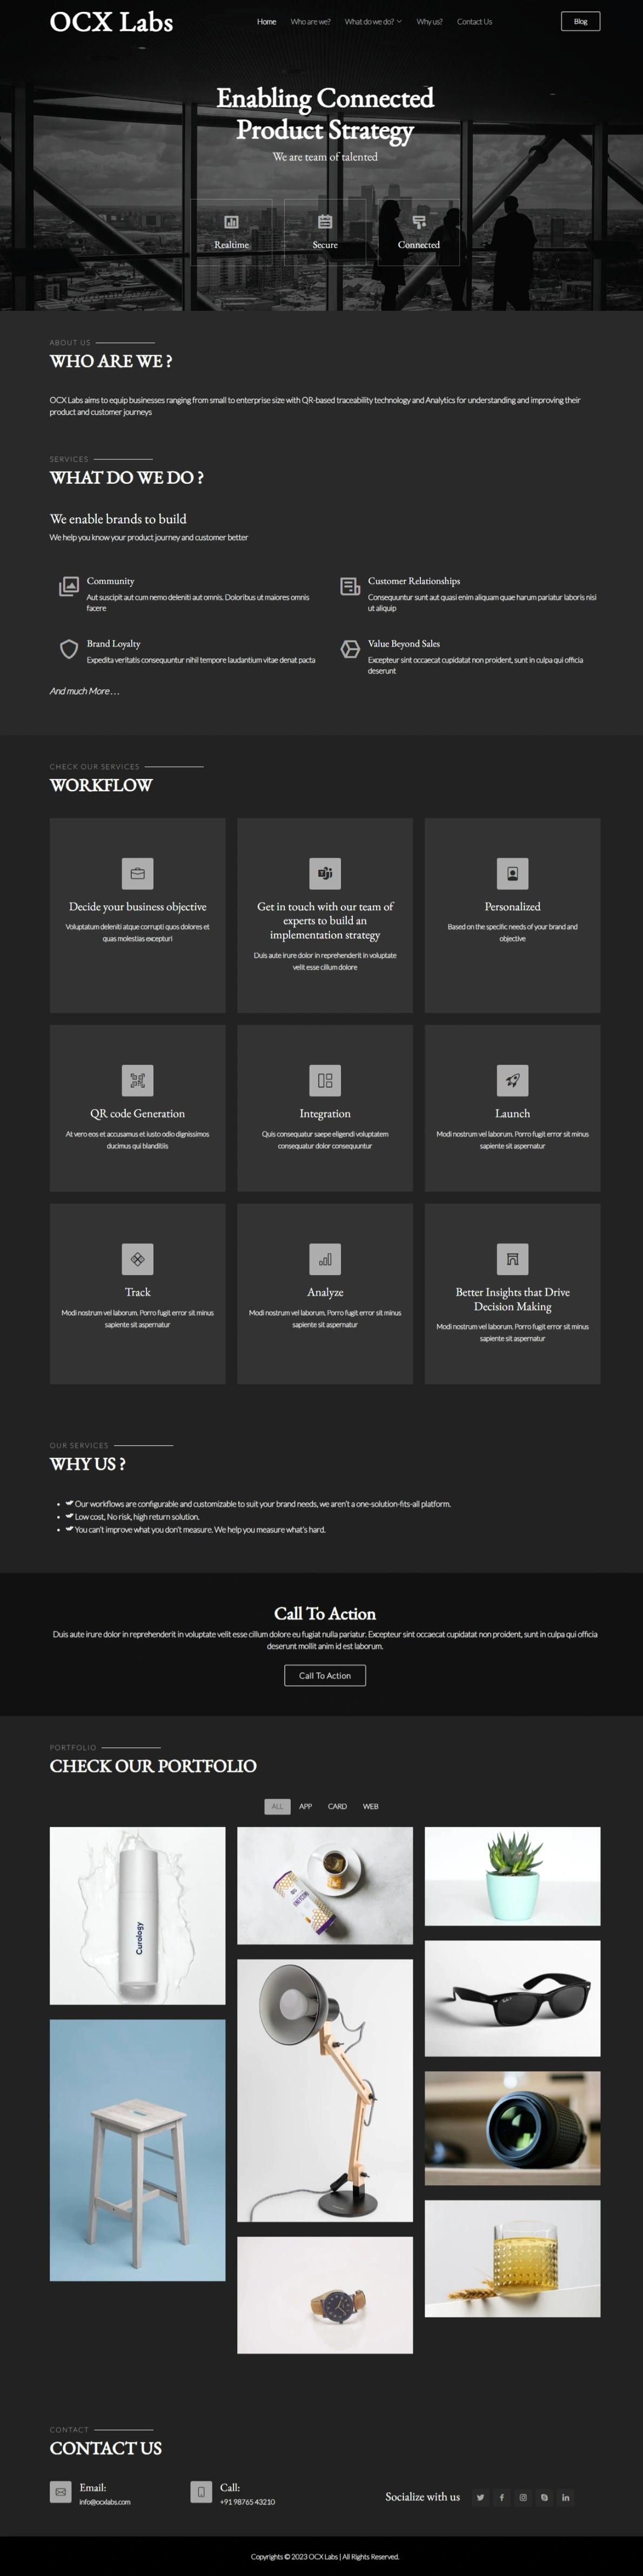 OCX Labs
Home
Who are we?
What do we do?
Why us?
Contact Us
Blog
Enabling Connected
Product Strategy
We are team of talented
Realtime
Secure
Connected
ABOUT US
WHO ARE WE ?
OCX Labs aims to equip businesses ranging from small to enterprise size with QR-based traceability technology and Analytics for understanding and improving their
product and customer journeys
SERVICES
WHAT DO WE DO ?
We enable brands to build
We help you know your product journey and customer better
Community
Aut suscipit aut cum nemo deleniti aut omnis. Doloribus ut maiores omnis
facere
Customer Relationships
Consequuntur sunt aut quasi enim aliquam quae harum pariatur laboris nisi
ut aliquip
Brand Loyalty
Expedita veritatis consequuntur nihil tempore laudantium vitae denat pacta
Value Beyond Sales
Excepteur sint occaecat cupidatat non proident, sunt in culpa qui officia
deserunt
And much More . . .
CHECK OUR SERVICES
WORKFLOW
Decide your business objective
Voluptatum deleniti atque corrupti quos dolores et
quas molestias excepturi
Get in touch with our team of
experts to build an
implementation strategy
Duis aute irure dolor in reprehenderit in voluptate
velit esse cillum dolore
Personalized
Based on the specific needs of your brand and
objective
QR code Generation
At vero eos et accusamus et iusto odio dignissimos
ducimus qui blanditiis
Integration
Quis consequatur saepe eligendi voluptatem
consequatur dolor consequuntur
Launch
Modi nostrum vel laborum. Porro fugit error sit minus
sapiente sit aspernatur
Track
Modi nostrum vel laborum. Porro fugit error sit minus
sapiente sit aspernatur
Analyze
Modi nostrum vel laborum. Porro fugit error sit minus
sapiente sit aspernatur
Better Insights that Drive
Decision Making
Modi nostrum vel laborum. Porro fugit error sit minus
sapiente sit aspernatur
OUR SERVICES
WHY US ?
Our workflows are configurable and customizable to suit your brand needs, we aren't a one-solution-fits-all platform.
Low cost, No risk, high return solution.
You can't improve what you don't measure. We help you measure what's hard.
Call To Action
Duis aute irure dolor in reprehenderit in voluptate velit esse cillum dolore eu fugiat nulla pariatur. Excepteur sint occaecat cupidatat non proident, sunt in culpa qui officia
deserunt mollit anim id est laborum.
Call To Action
PORTFOLIO
CHECK OUR PORTFOLIO
ALL
APP
CARD
WEB
Curology
CONTACT
CONTACT US
Email:
info@ocxlabs.com
Call:
+91 98765 43210
Socialize with us
Copyrights © 2023 OCX Labs | All Rights Reserved.